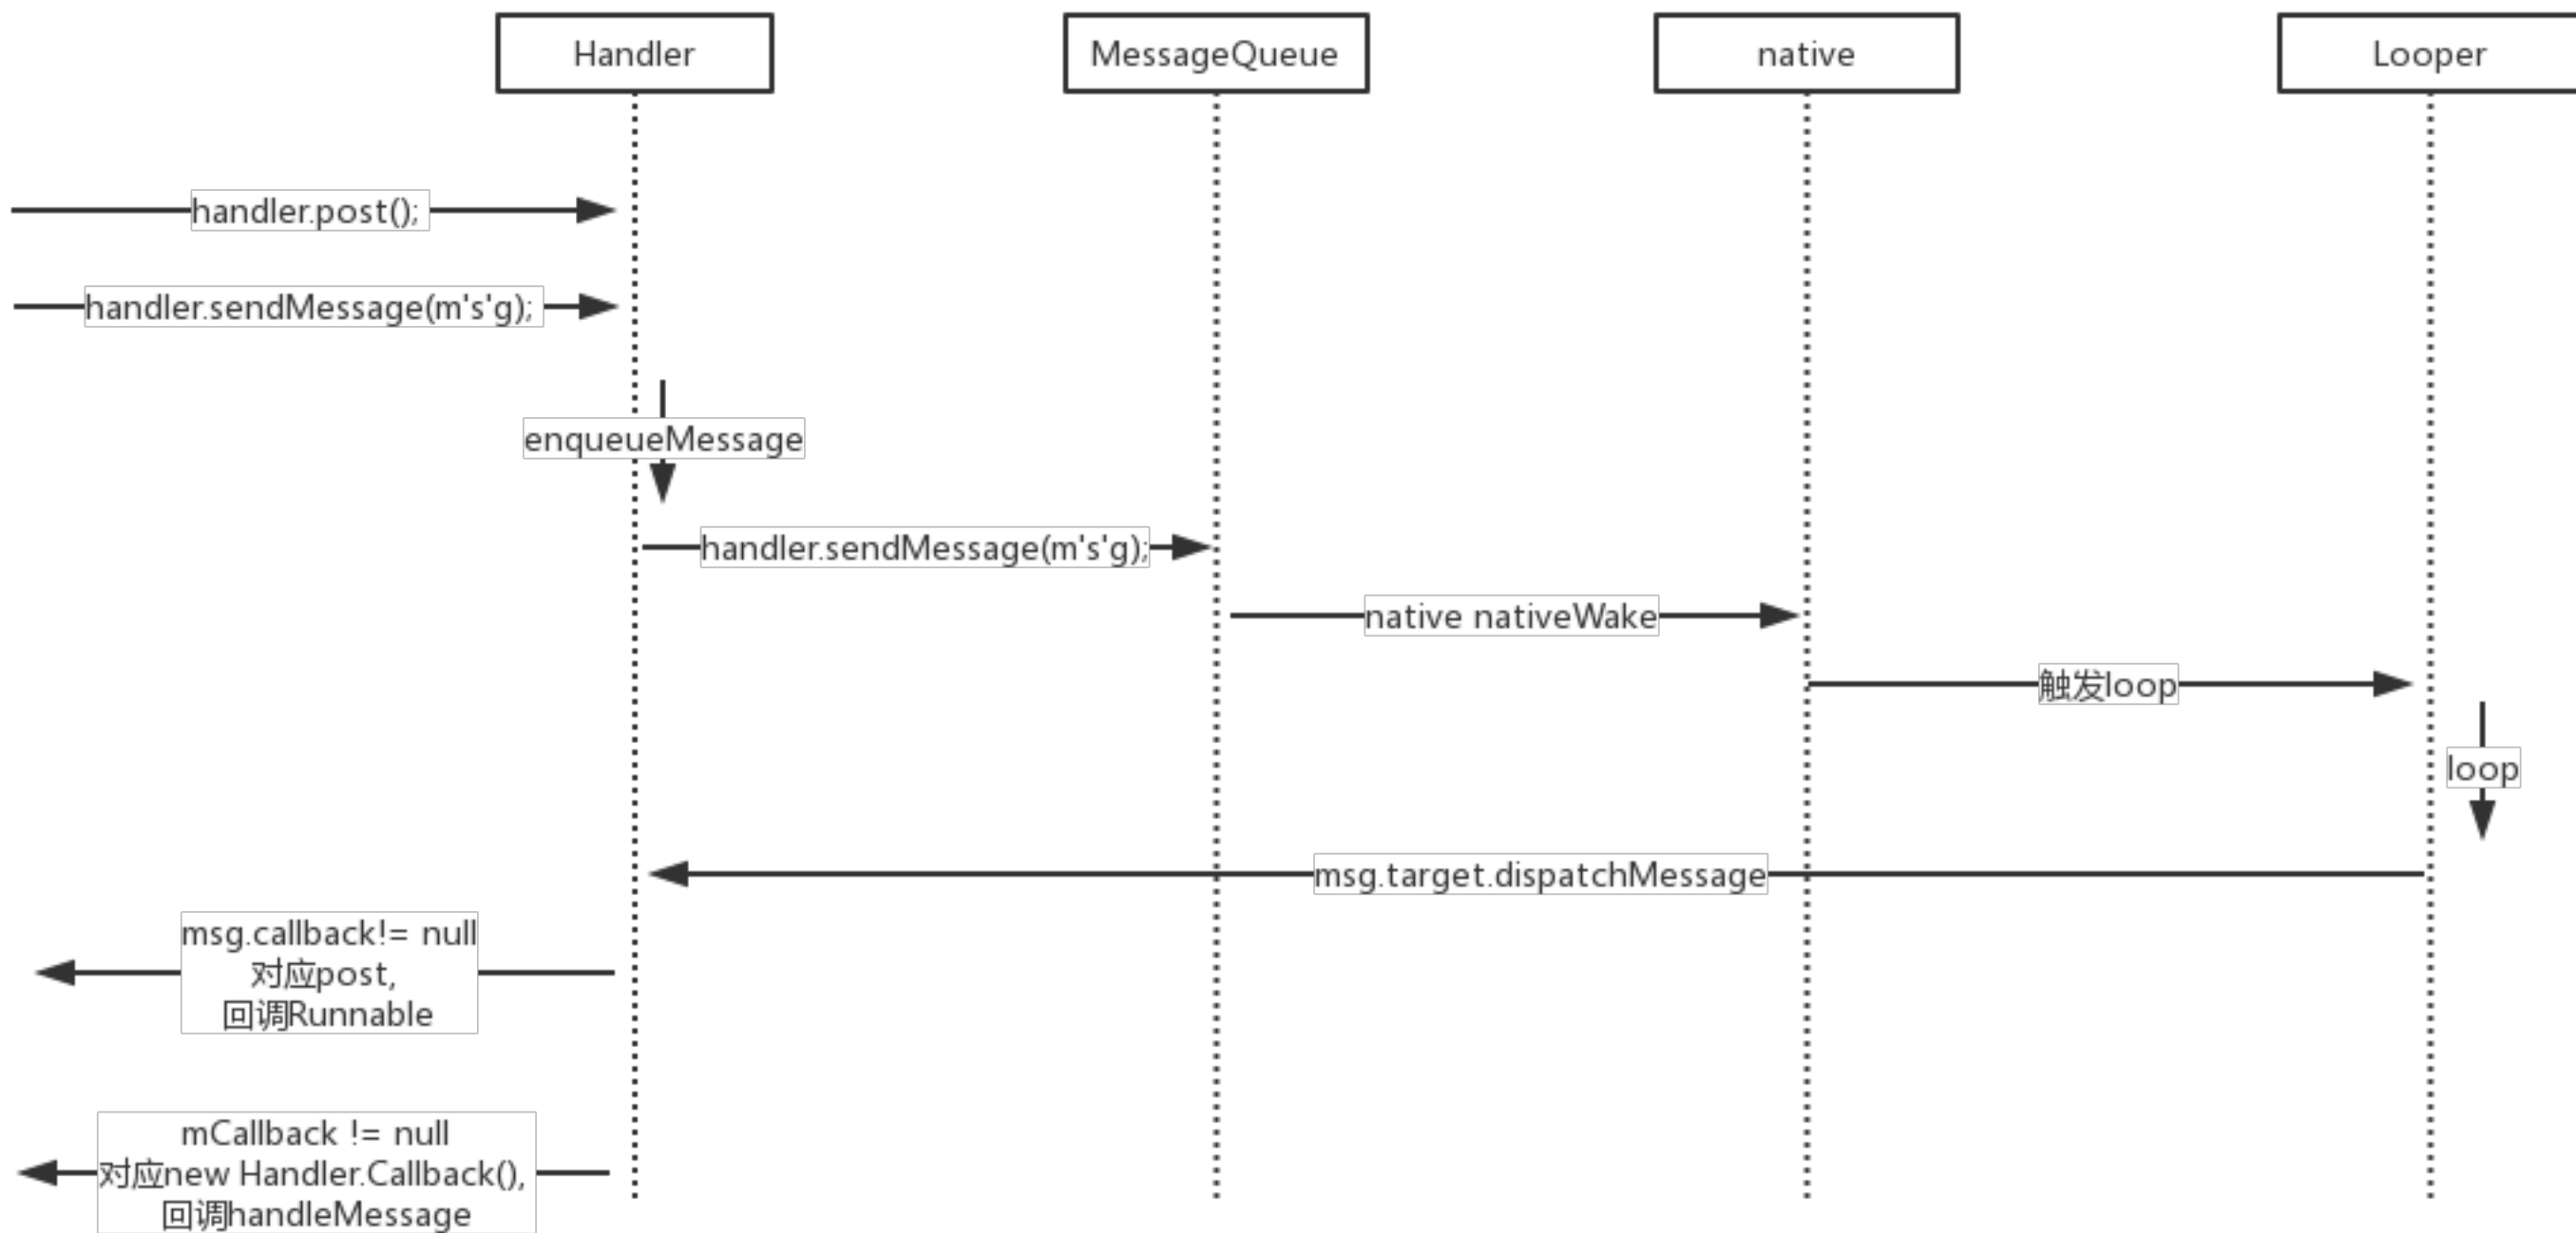 Handler
MessageQueue
native
Looper
handler.post();
handler.sendMessage(m's'g);
enqueueMessage
handler.sendMessage(m's'g);
native nativeWake
触发loop
loop
msg.target.dispatchMessage
msg.callback!= null
对应post,
回调Runnable
mCallback != null
对应new Handler.Callback(),
回调handleMessage